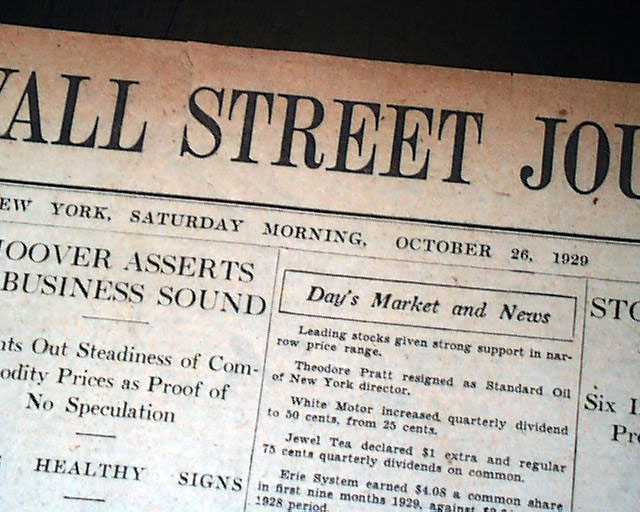 WALL STREET JOU
EW YORK, SATURDAY MORNING, OCTOBER 26, 1929
HOOVER ASSERTS
BUSINESS SOUND
nts Out Steadiness of Com-
odity Prices as Proof of
No Speculation
HEALTHY SIGNS
Day's Market and News
Leading stocks given strong support in nar-
row price range.
Theodore Pratt resigned as Standard Oil
of New York director.
White Motor increased quarterly dividend
to 50 cents, from 25 cents.
Jewel Tea declared $1 extra and regular
75 cents quarterly dividends on common.
Erie System earned $4.08 a common share
in first nine months 1929, against
1928 period.
STO
Six I
Pr